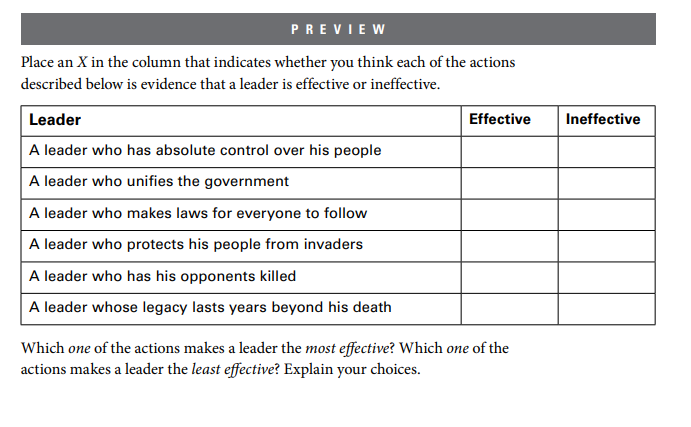 PREVIEW
Place an X in the column that indicates whether you think each of the actions
described below is evidence that a leader is effective or ineffective.
Leader Effective Ineffective
A leader who has absolute control over his people
A leader who unifies the government
A leader who makes laws for everyone to follow
A leader who protects his people from invaders
A leader who has his opponents killed
A leader whose legacy lasts years beyond his death
Which one of the actions makes a leader the most effective? Which one of the
actions makes a leader the least effective? Explain your choices.